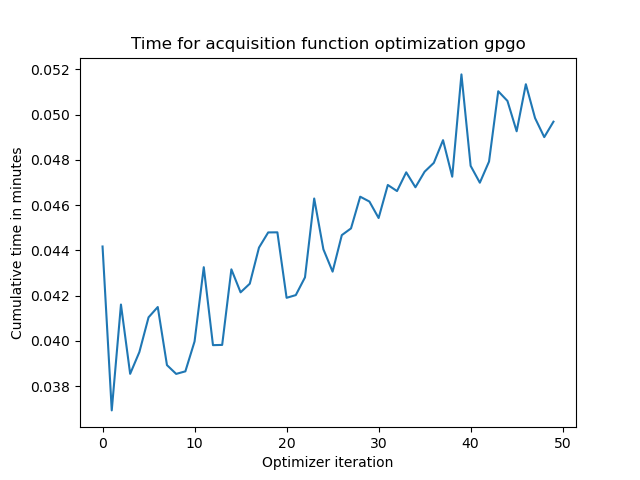 Time for acquisition function optimization gpgo
Cumulative time in minutes
0.052
0.050
0.048
0.046
0.044
0.042
0.040
0.038
0 10 20 30 40 50
Optimizer iteration